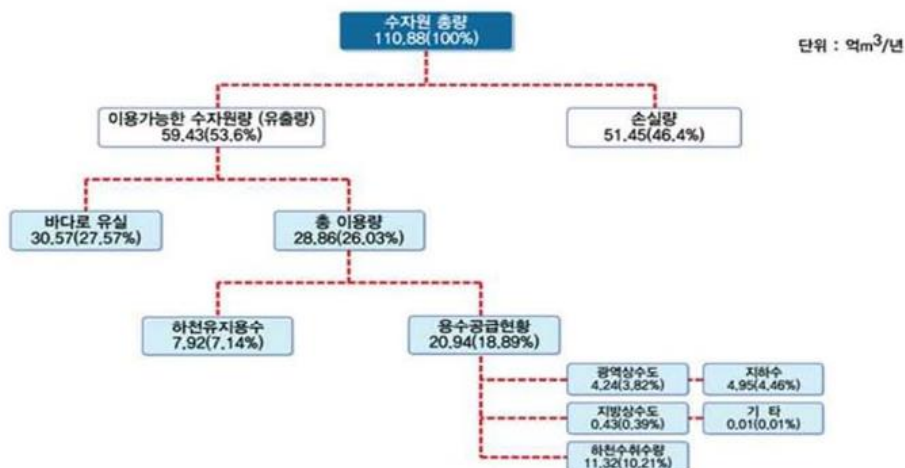 수자원 총량
110.88(100%)
단위 : 억m³/년
이용가능한 수자원량 (유출량)
59.43(53.6%)
손실량
51.45(46.4%)
바다로 유실
30.57(27.57%)
총 이용량
28.86(26.03%)
하천유지용수
7.92(7.14%)
용수공급현황
20.94(18.89%)
광역상수도
4.24(3.82%)
지하수
4.95(4.46%)
지방상수도
0.43(0.39%)
기 타
0.01(0.01%)
하천수취수량
11.32(10.21%)